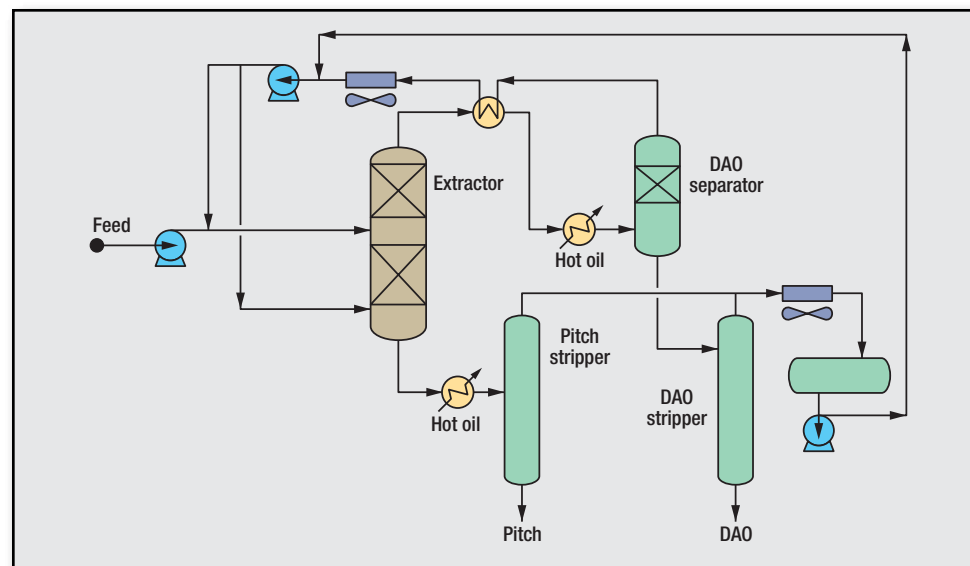 Feed
Extractor
DAO
separator
Hot oil
Pitch
stripper
Hot oil
DAO
stripper
Pitch
DAO